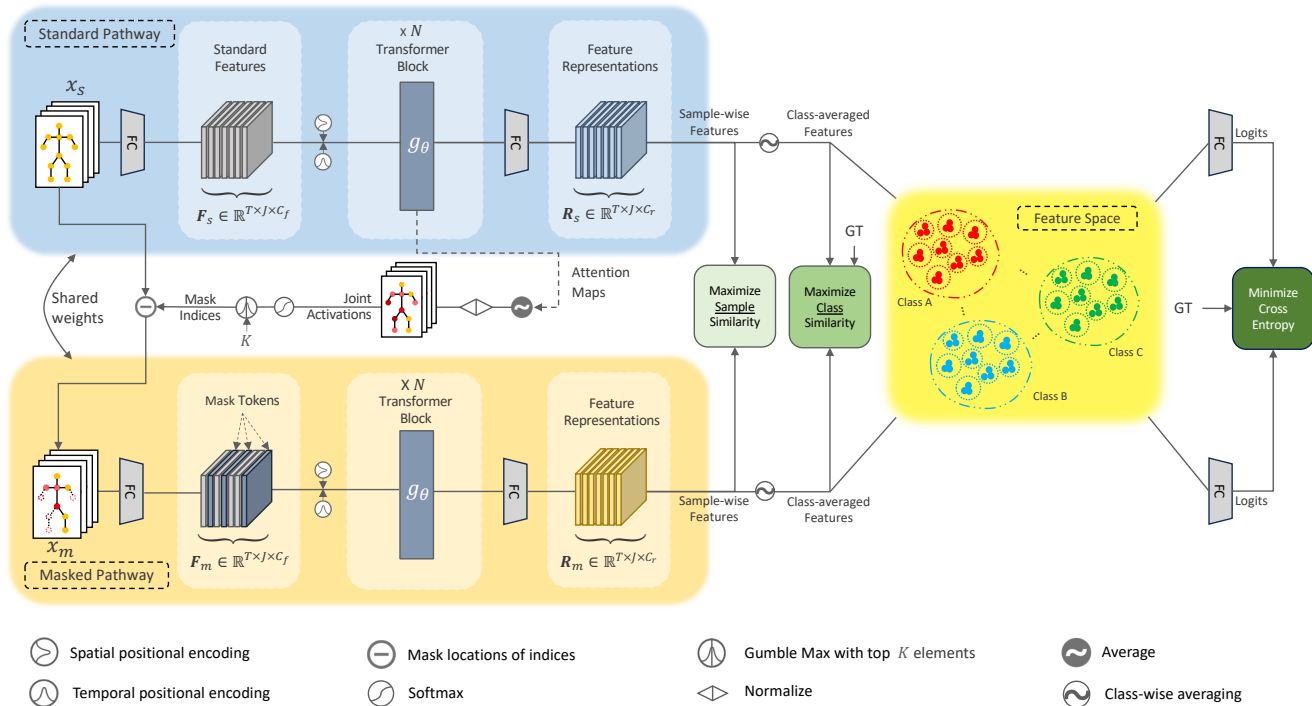 Standard Pathway
x_s
FC
Standard
Features
F_s ∈ ℝ^{T×J×C_f}
x N
Transformer
Block
g_θ
FC
Feature
Representations
R_s ∈ ℝ^{T×J×C_r}
Sample-wise
Features
Class-averaged
Features
FC
Logits
Shared
weights
Mask
Indices
K
Joint
Activations
Attention
Maps
GT
Maximize
Sample
Similarity
Maximize
Class
Similarity
Feature Space
Class A
Class B
Class C
GT
Minimize
Cross
Entropy
x_m
Masked Pathway
FC
Mask Tokens
F_m ∈ ℝ^{T×J×C_f}
X N
Transformer
Block
g_θ
FC
Feature
Representations
R_m ∈ ℝ^{T×J×C_r}
Sample-wise
Features
Class-averaged
Features
FC
Logits
Spatial positional encoding
Mask locations of indices
Gumble Max with top K elements
Average
Temporal positional encoding
Softmax
Normalize
Class-wise averaging